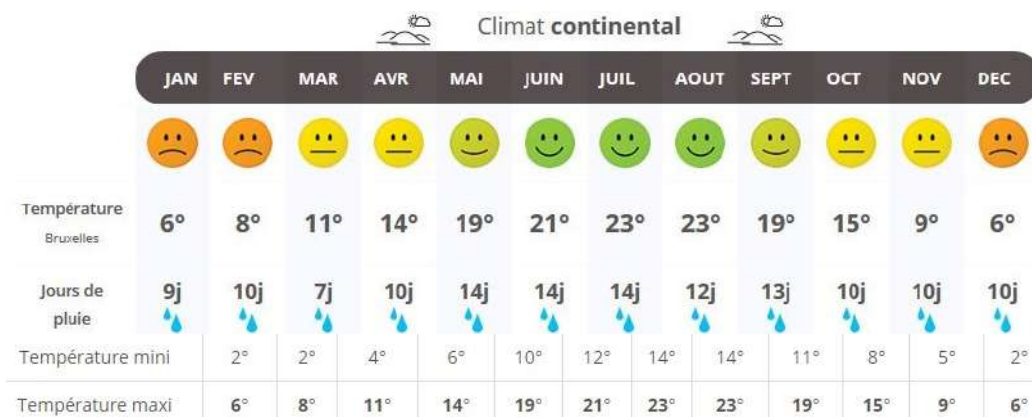 Climat continental
JAN FEV MAR AVR MAI JUIN JUIL AOUT SEPT OCT NOV DEC
Température
Bruxelles
6° 8° 11° 14° 19° 21° 23° 23° 19° 15° 9° 6°
Jours de
pluie
9j 10j 7j 10j 14j 14j 14j 12j 13j 10j 10j 10j
Température mini 2° 2° 4° 6° 10° 12° 14° 14° 11° 8° 5° 2°
Température maxi 6° 8° 11° 14° 19° 21° 23° 23° 19° 15° 9° 6°